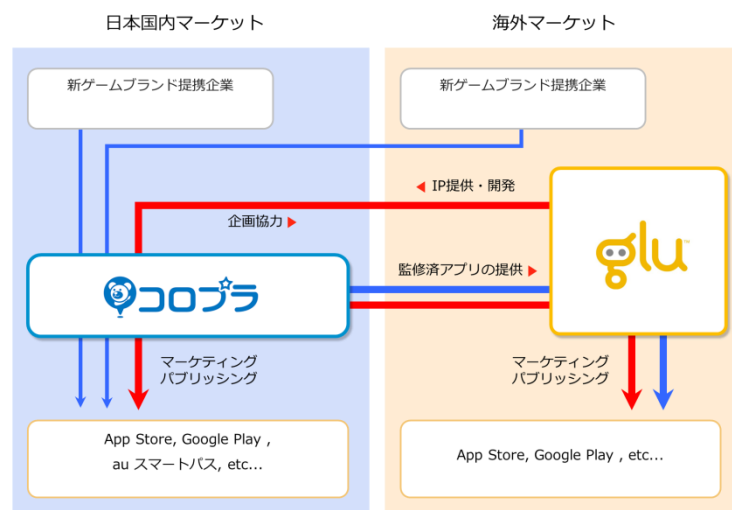 日本国内マーケット
海外マーケット
新ゲームブランド提携企業
新ゲームブランド提携企業
IP提供・開発
企画協力
監修済アプリの提供
コロプラ
glu™
マーケティング
パブリッシング
マーケティング
パブリッシング
App Store, Google Play ,
au スマートパス, etc...
App Store, Google Play , etc...